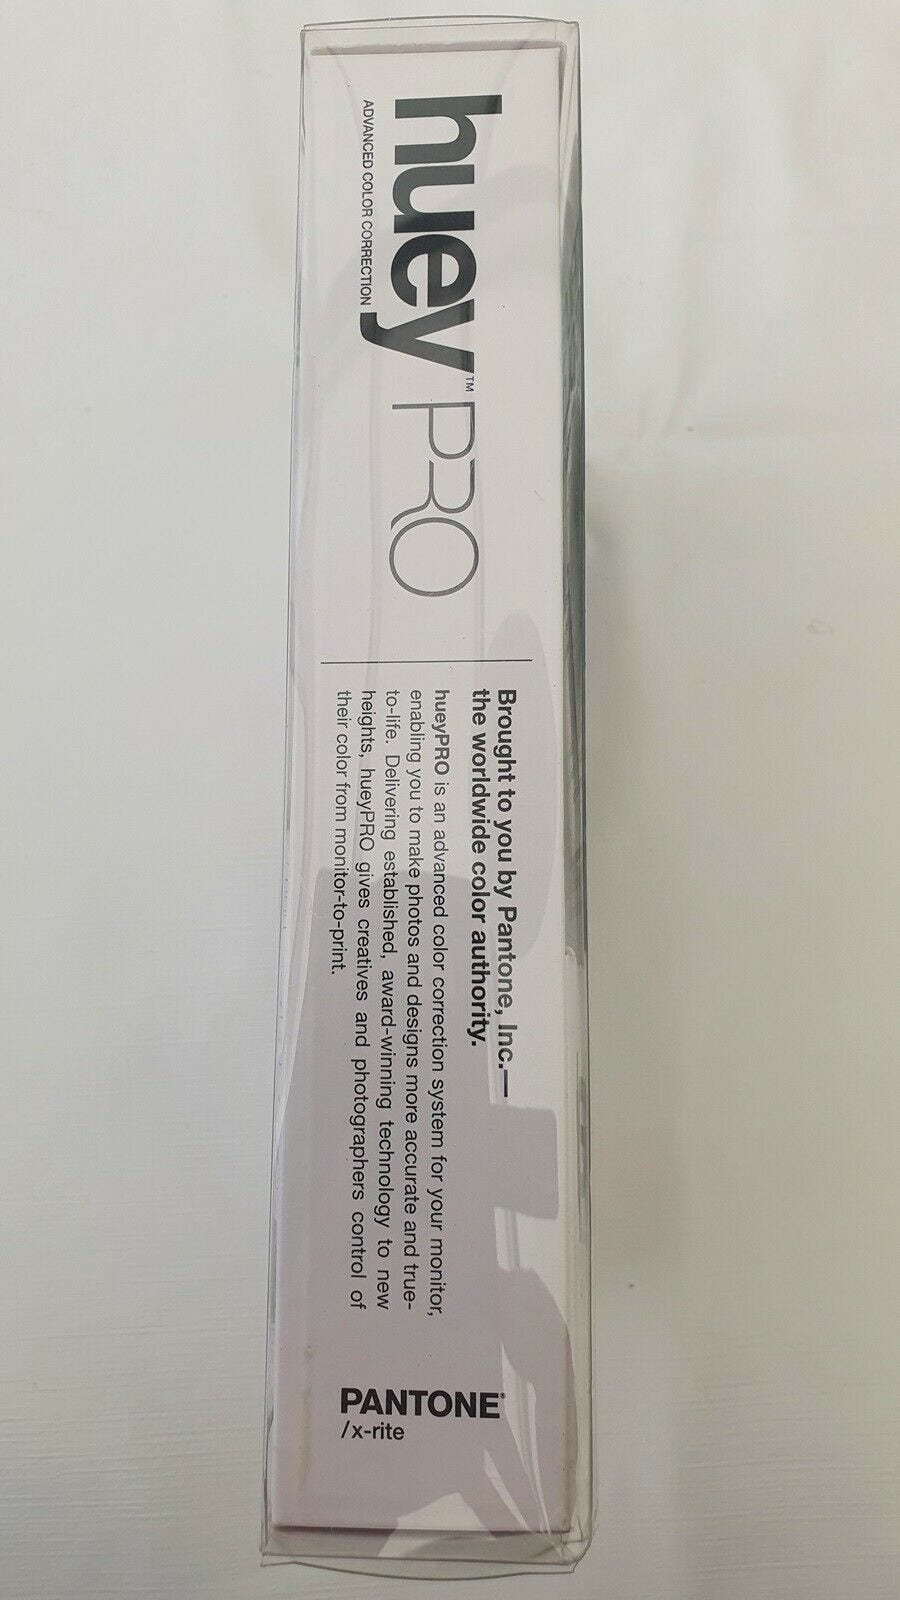 huey™PRO
ADVANCED COLOR CORRECTION
Brought to you by Pantone, Inc.—
the worldwide color authority.
hueyPRO is an advanced color correction system for your monitor,
enabling you to make photos and designs more accurate and true-
to-life. Delivering established, award-winning technology to new
heights, hueyPRO gives creatives and photographers control of
their color from monitor-to-print.
PANTONE®
/x-rite